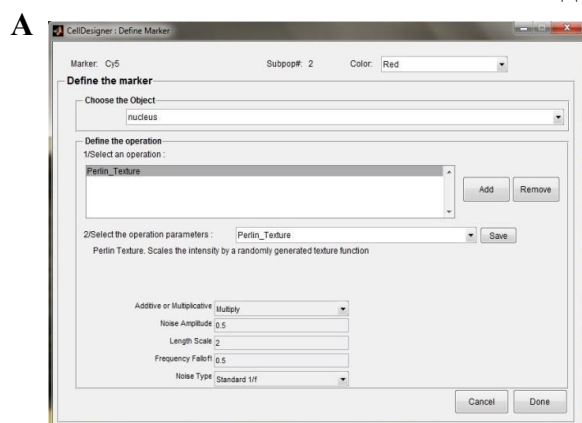 A
CellDesigner : Define Marker
Marker: Cy5 Subpop#: 2 Color: Red
Define the marker
Choose the Object
nucleus
Define the operation
1/Select an operation :
Perlin_Texture
Add Remove
2/Select the operation parameters : Perlin_Texture Save
Perlin Texture. Scales the intensity by a randomly generated texture function
Additive or Multiplicative Multiply
Noise Amplitude 0.5
Length Scale 2
Frequency Falloff 0.5
Noise Type Standard 1/f
Cancel Done